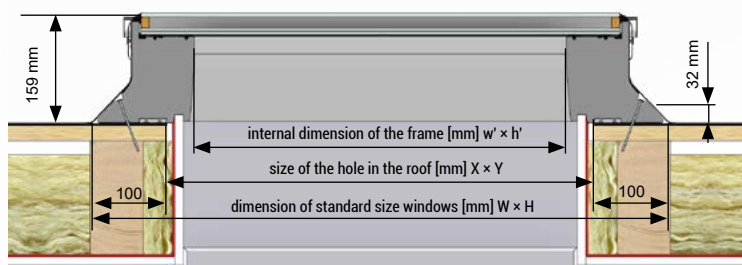 159 mm
32 mm
internal dimension of the frame [mm] w' × h'
size of the hole in the roof [mm] X × Y
100
100
dimension of standard size windows [mm] W × H